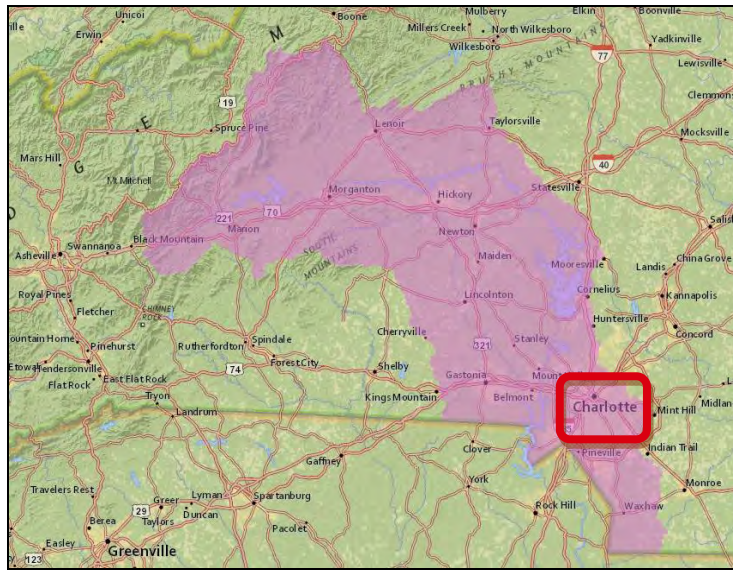 ille
Unicoi
Boone
Mulberry
Elkin
Boonville
Erwin
Millers Creek
North Wilkesboro
Wilkesboro
Yadkinville
M
77
Lewisville
BRUSHY MOUNTAINS
Clemmons
19
E
Spruce Pine
Lenoir
Taylorsville
Mocksville
Mars Hill
G
40
Mt Mitchell
D
Morganton
Hickory
Statesville
221
70
Salis
Swannanoa
Black Mountain
Manon
Newton
Asheville
SOUTH
MOUNTAINS
Maiden
Mooresville
Landis
China Grove
Royal Pines
Lincolnton
Cornelius
Kannapolis
Fletcher
CHIMNEY
ROCK
Huntersville
Concord
ountain Home
Pinehurst
Rutherfordton
Spindale
Cherryville
321
Stanley
Etowah
Hendersonville
74
Forest City
Shelby
Gastonia
Mount
Flat Rock
East Flat Rock
Tryon
Kings Mountain
Belmont
Charlotte
Mint Hill
Midlan
Landrum
Pineville
Indian Trail
Gaffney
Clover
Travelers Rest
York
Monroe
Greer
Lyman
Spartanburg
29
Taylors
Duncan
Rock Hill
Waxhaw
Berea
Pacolet
Easley
Greenville
123